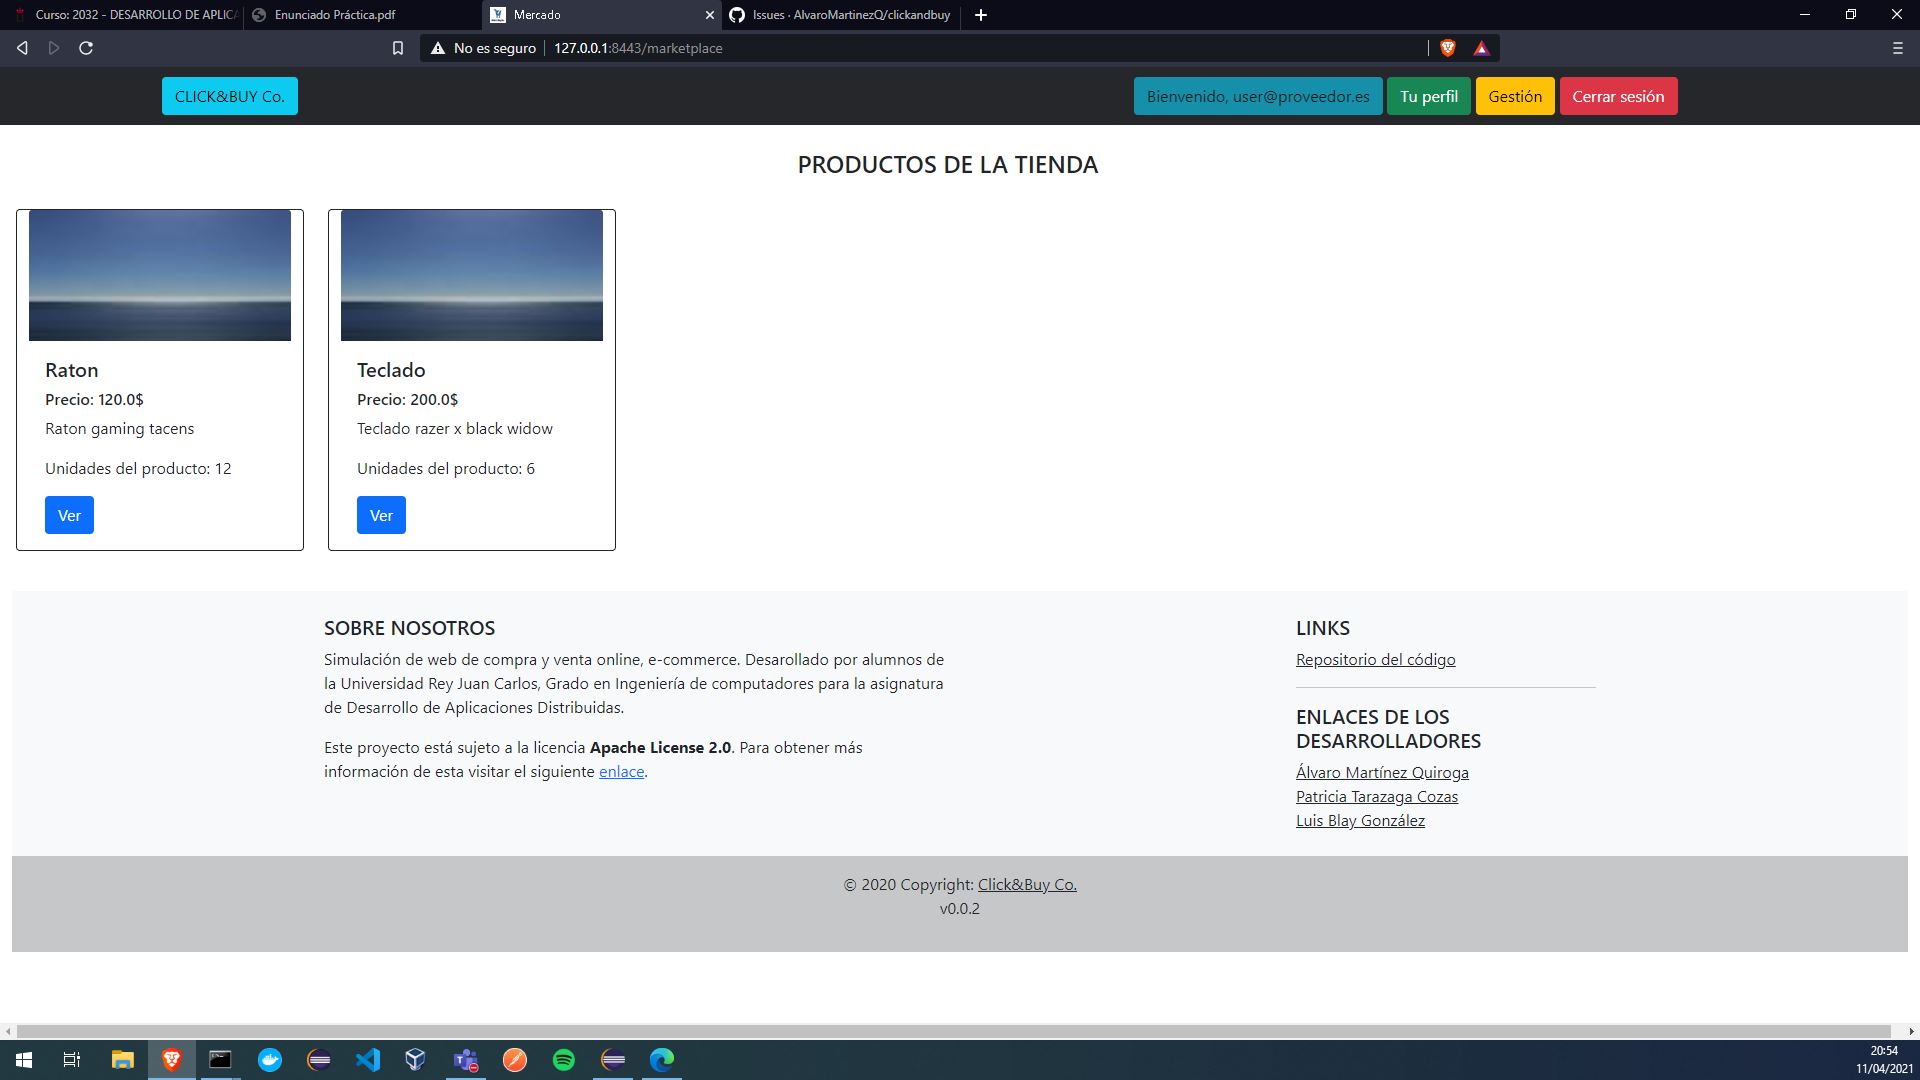 Curso: 2032 - DESARROLLO DE APLICA
Enunciado Práctica.pdf
Mercado
Issues · AlvaroMartinezQ/clickandbuy
No es seguro
127.0.0.1:8443/marketplace
CLICK&BUY Co.
Bienvenido, user@proveedor.es
Tu perfil
Gestión
Cerrar sesión
PRODUCTOS DE LA TIENDA
Raton
Precio: 120.0$
Raton gaming tacens
Unidades del producto: 12
Ver
Teclado
Precio: 200.0$
Teclado razer x black widow
Unidades del producto: 6
Ver
SOBRE NOSOTROS
Simulación de web de compra y venta online, e-commerce. Desarollado por alumnos de
la Universidad Rey Juan Carlos, Grado en Ingeniería de computadores para la asignatura
de Desarrollo de Aplicaciones Distribuidas.
Este proyecto está sujeto a la licencia Apache License 2.0. Para obtener más
información de esta visitar el siguiente enlace.
LINKS
Repositorio del código
ENLACES DE LOS
DESARROLLADORES
Álvaro Martínez Quiroga
Patricia Tarazaga Cozas
Luis Blay González
© 2020 Copyright: Click&Buy Co.
v0.0.2
20:54
11/04/2021